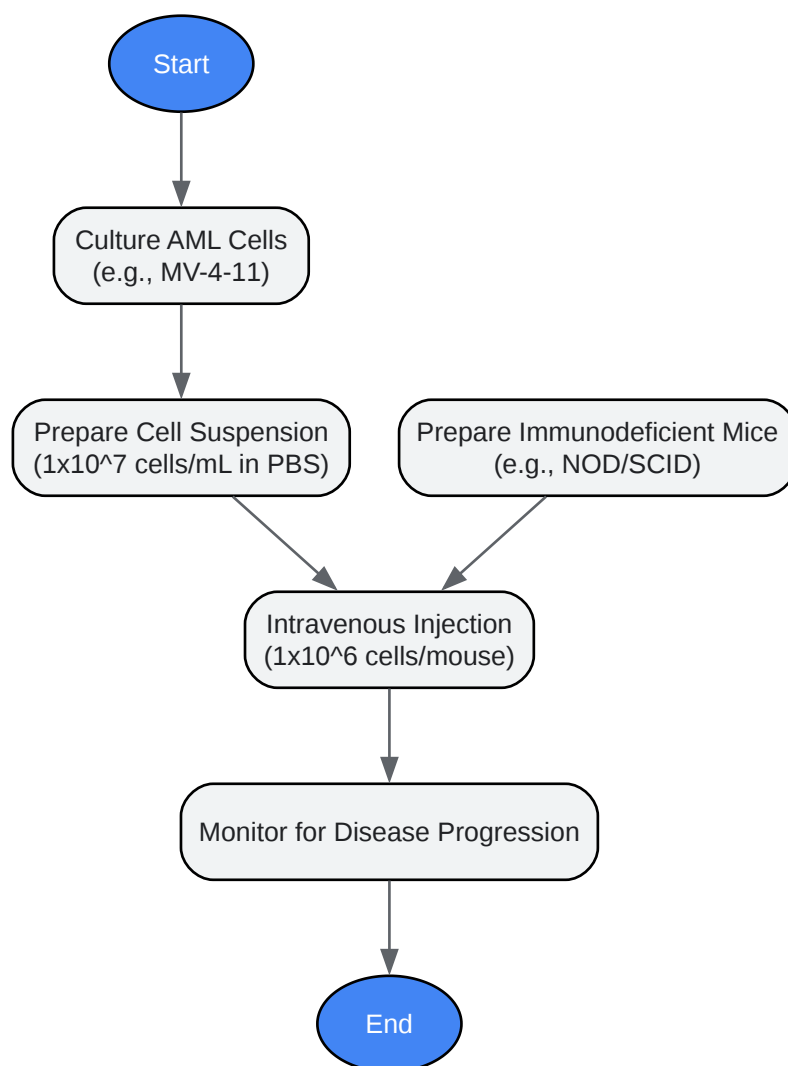 Start
Culture AML Cells
(e.g., MV-4-11)
Prepare Cell Suspension
(1x10^7 cells/mL in PBS)
Prepare Immunodeficient Mice
(e.g., NOD/SCID)
Intravenous Injection
(1x10^6 cells/mouse)
Monitor for Disease Progression
End